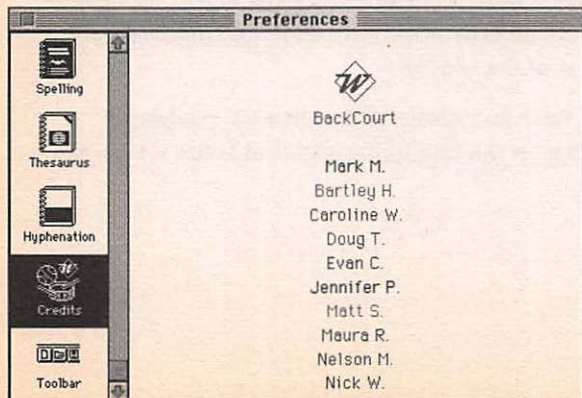 Preferences
Spelling
Thesaurus
Hyphenation
Credits
Toolbar
W
BackCourt
Mark M.
Bartley H.
Caroline W.
Doug T.
Evan C.
Jennifer P.
Matt S.
Maura R.
Nelson M.
Nick W.